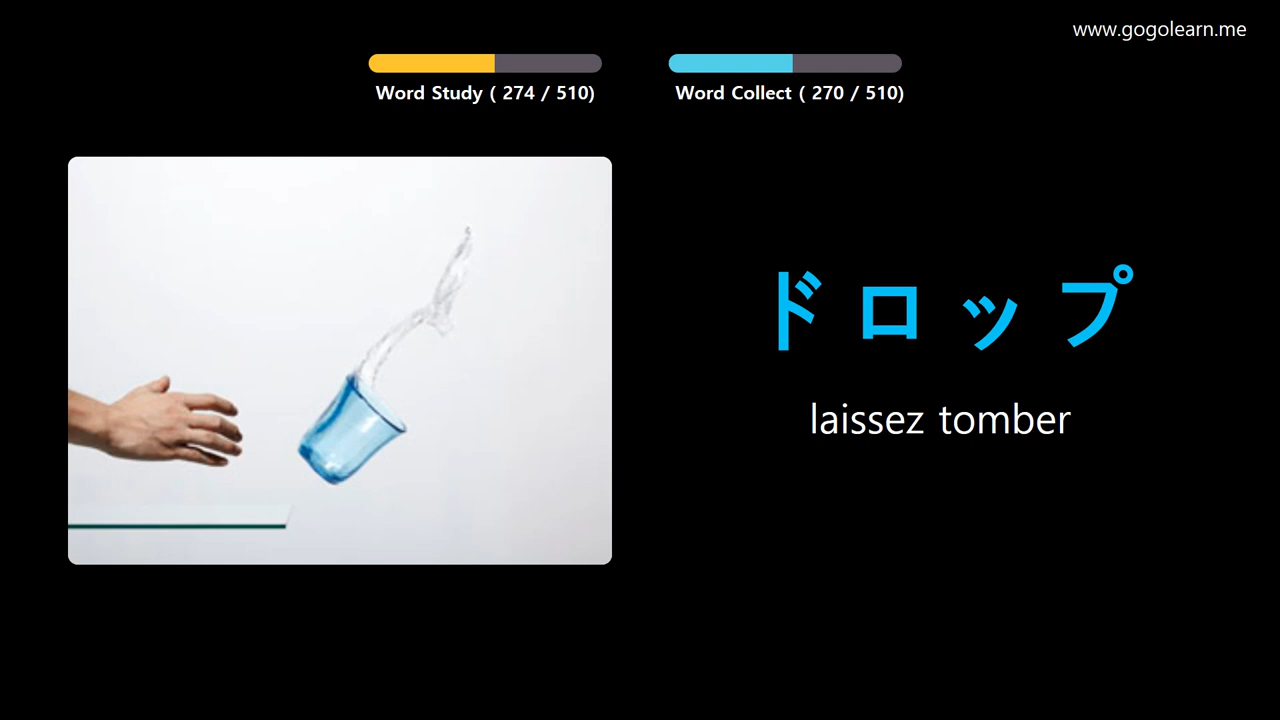 www.gogolearn.me
Word Study ( 274 / 510)
Word Collect ( 270 / 510)
ドロップ
laissez tomber